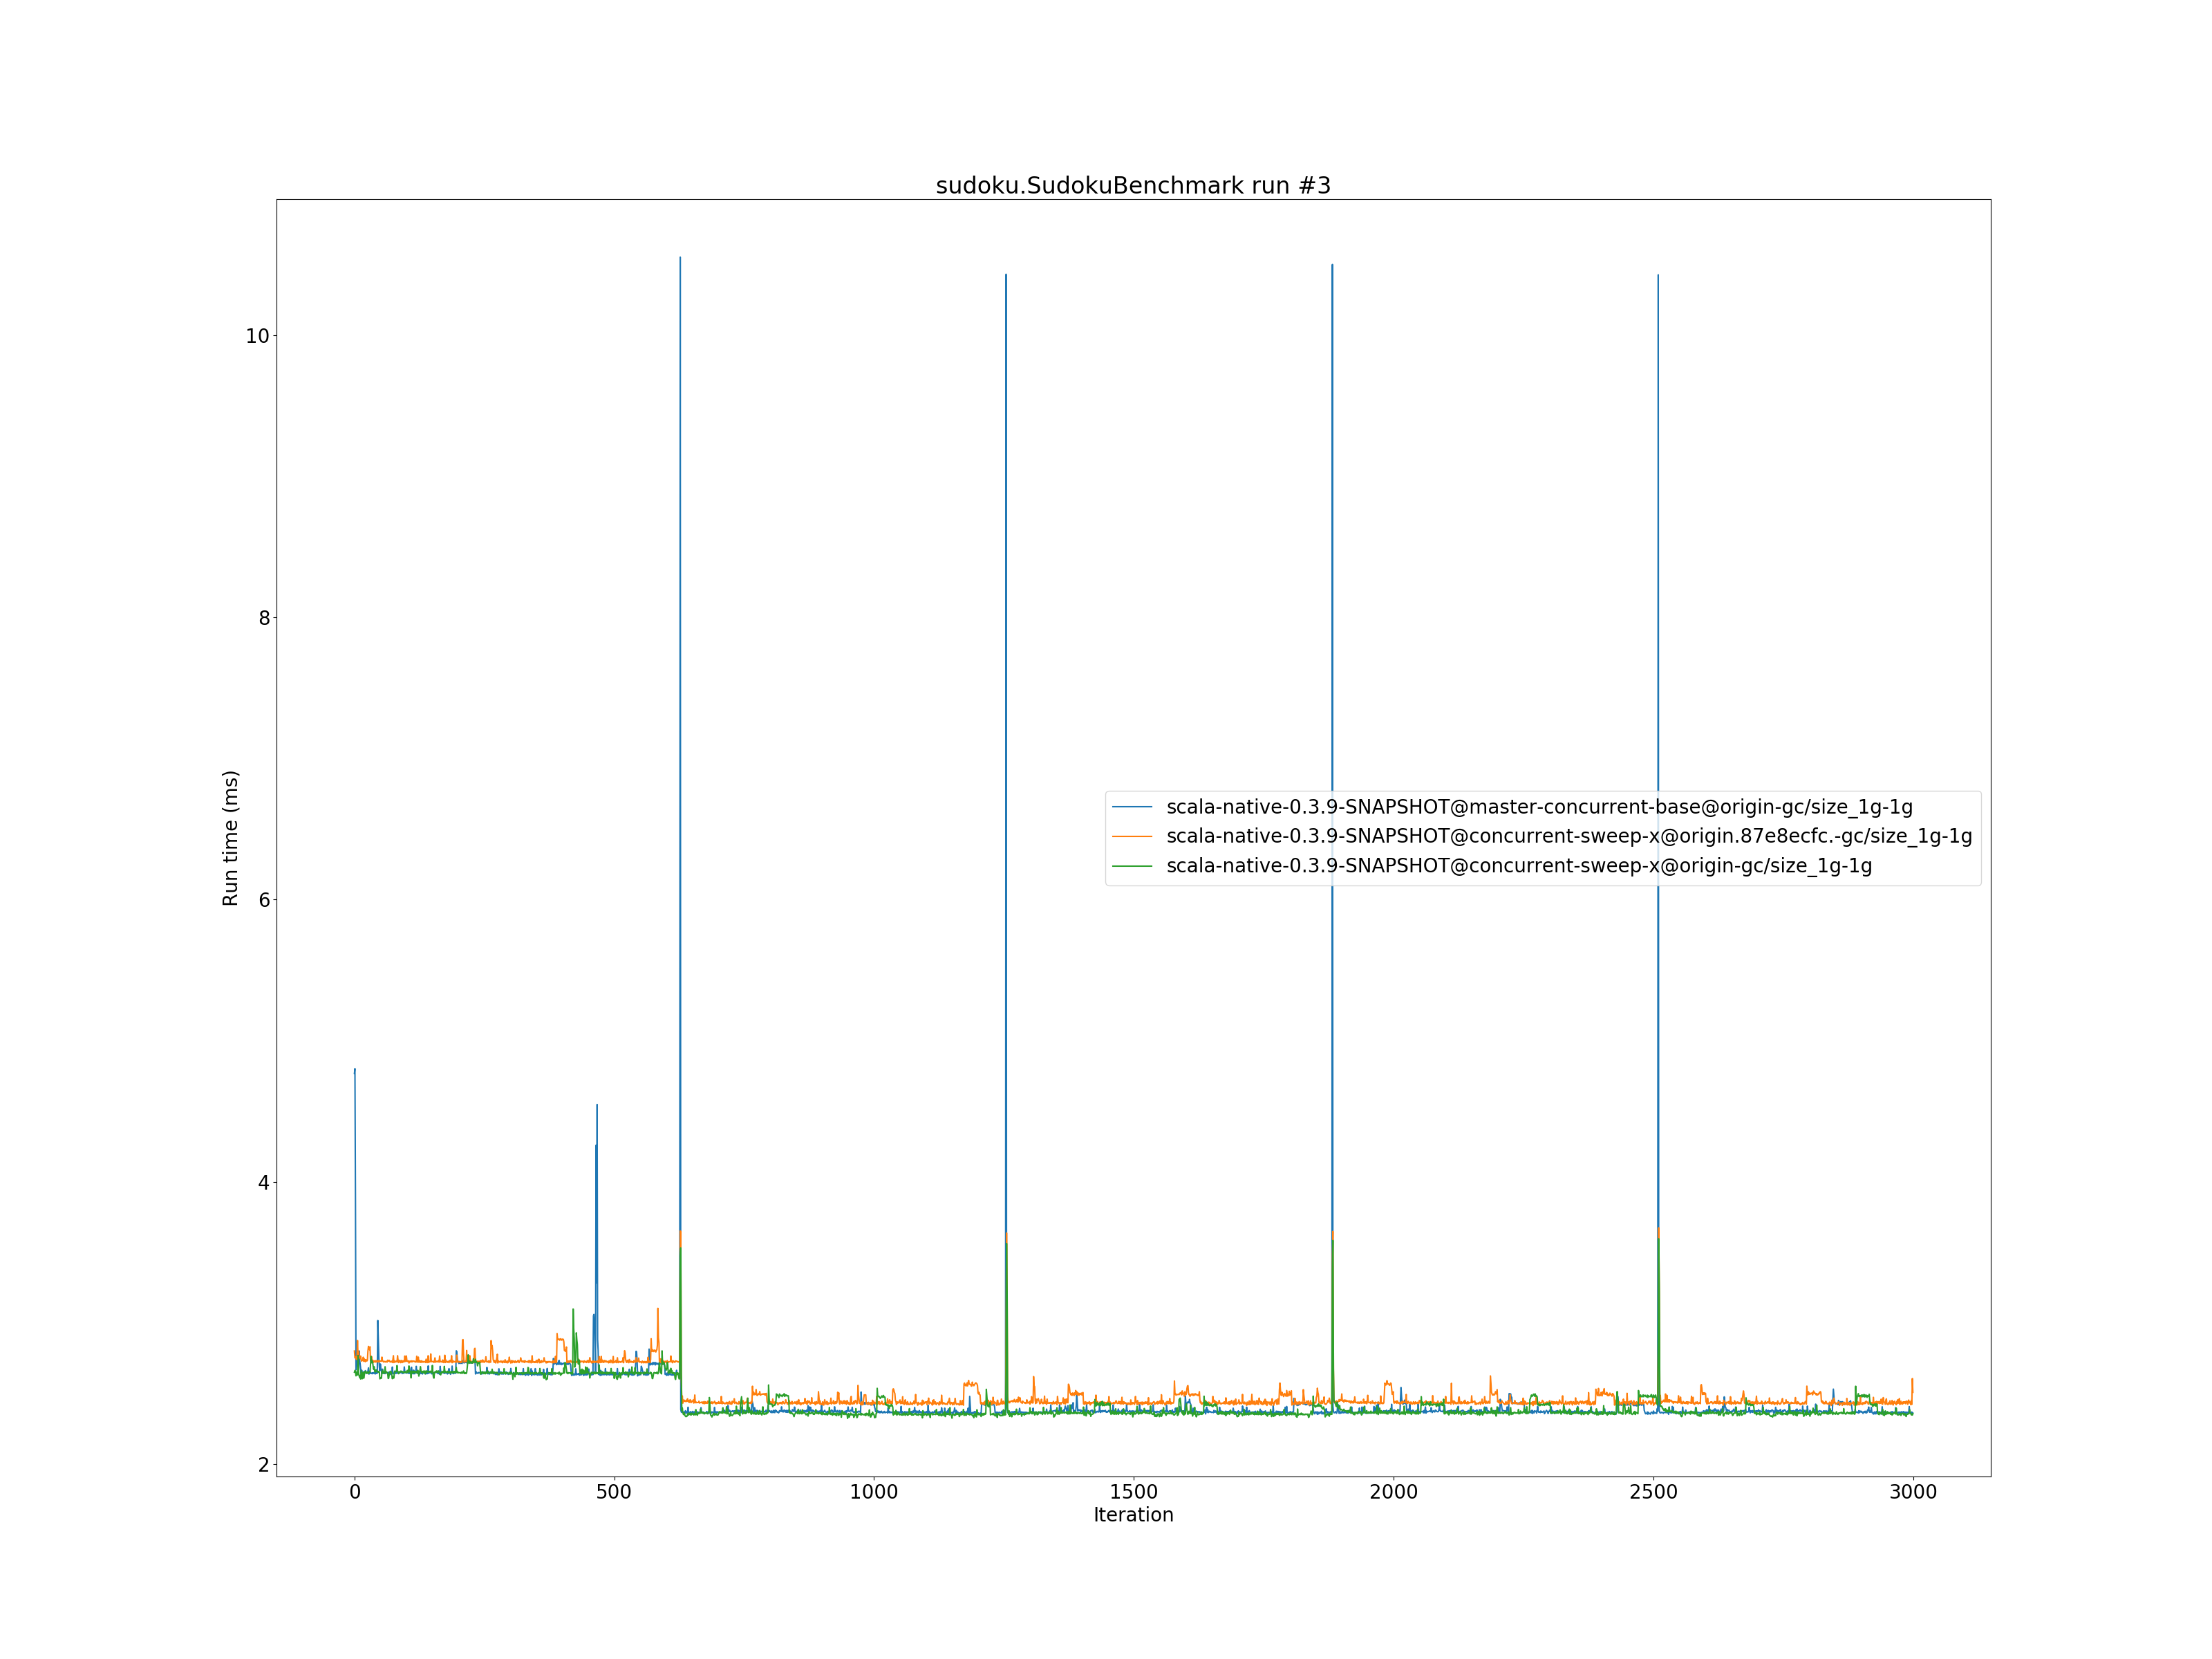 sudoku.SudokuBenchmark run #3
10
8
6
4
2
Run time (ms)
scala-native-0.3.9-SNAPSHOT@master-concurrent-base@origin-gc/size_1g-1g
scala-native-0.3.9-SNAPSHOT@concurrent-sweep-x@origin.87e8ecfc.-gc/size_1g-1g
scala-native-0.3.9-SNAPSHOT@concurrent-sweep-x@origin-gc/size_1g-1g
0 500 1000 1500 2000 2500 3000
Iteration